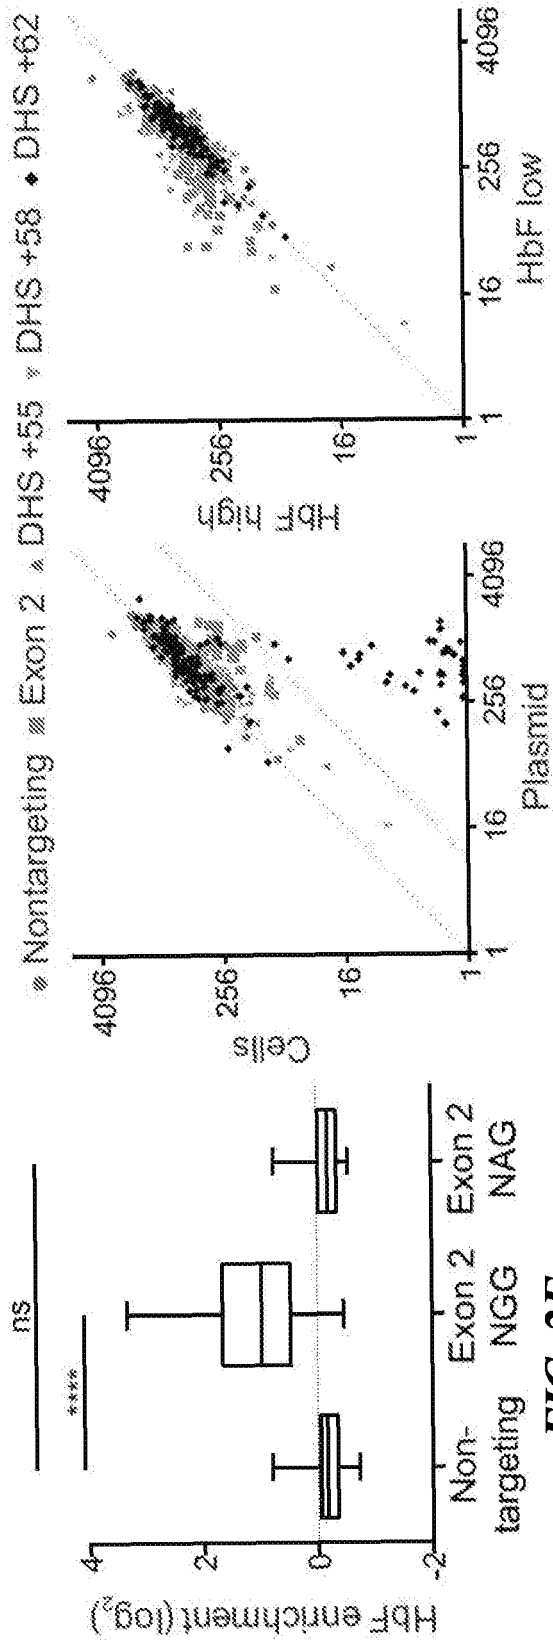 Nontargeting Exon 2 DHS +55 DHS +58 DHS +62
ns
****
HbF enrichment (log2)
4
2
0
-2
Non-
targeting
Exon 2
NGG
Exon 2
NAG
Cells
4096
256
16
1
1
16
256
4096
Plasmid
HbF high
4096
256
16
1
1
16
256
4096
HbF low